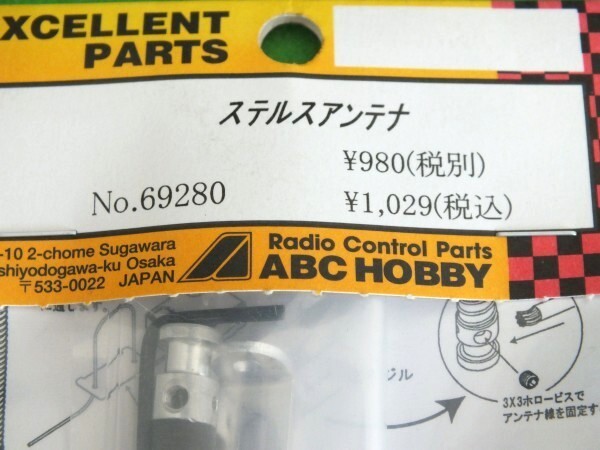 XCELLENT
PARTS
ステルスアンテナ
¥980(税別)
No.69280
¥1,029(税込)
-10 2-chome Sugawara
shiyodogawa-ku Osaka
〒533-0022 JAPAN
Radio Control Parts
ABC HOBBY
3X3ホロービスで
アンテナ線を固定す